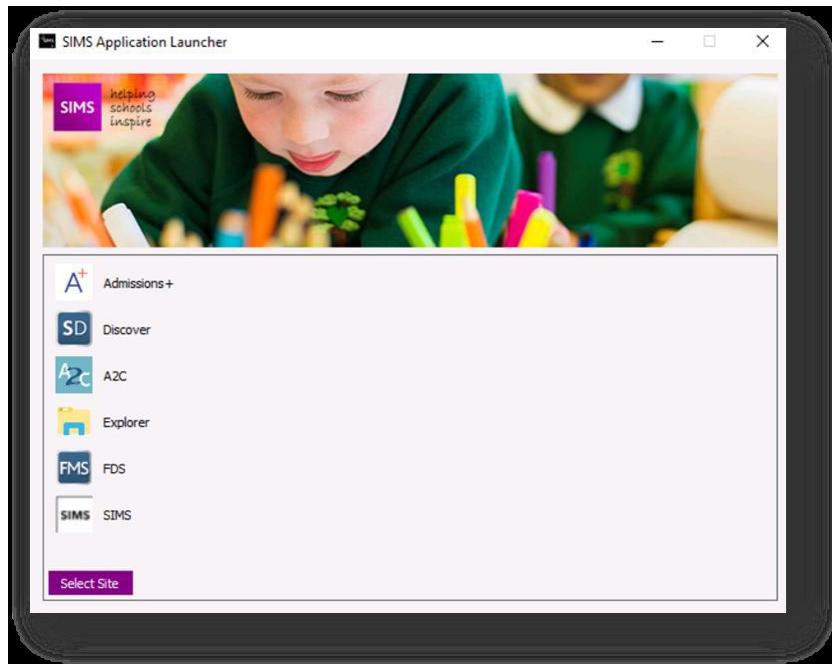 SIMS Application Launcher
SIMS
helping
schools
inspire
A+ Admissions+
SD Discover
A2C A2C
Explorer
FMS FDS
SIMS SIMS
Select Site